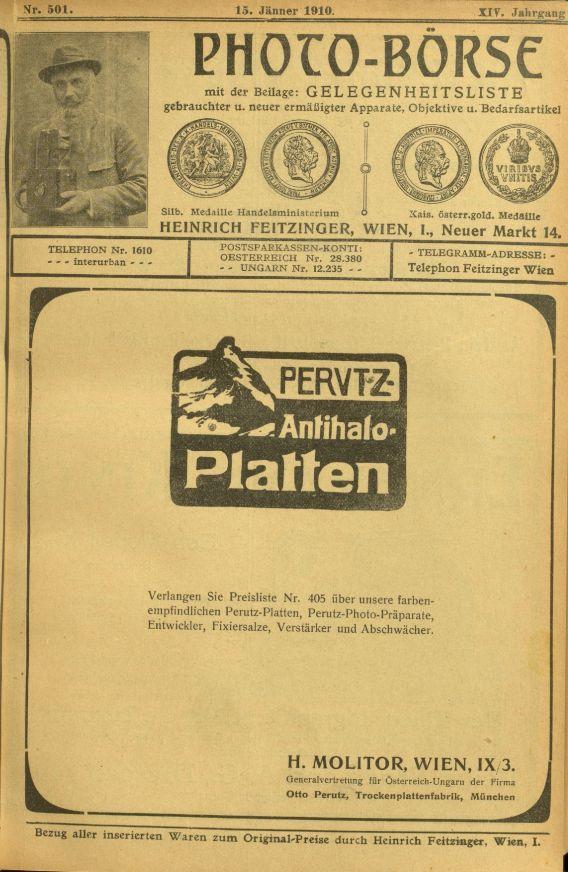 Nr. 501. 15. Jänner 1910. XIV. Jahrgang
PHOTO-BÖRSE
mit der Beilage: GELEGENHEITSLISTE
gebrauchter u. neuer ermäßigter Apparate, Objektive u. Bedarfsartikel
VIRIBVS
VNITIS
Silb. Medaille Handelsministerium Kais. österr. gold. Medaille
HEINRICH FEITZINGER, WIEN, I., Neuer Markt 14.
TELEPHON Nr. 1610
- - - interurban - - -
POSTSPARKASSEN-KONTI:
OESTERREICH Nr. 28.380
- - UNGARN Nr. 12.235 - -
- TELEGRAMM-ADRESSE: -
Telephon Feitzinger Wien
PERVTZ-
Antihalo-
Platten
Verlangen Sie Preisliste Nr. 405 über unsere farben-
empfindlichen Perutz-Platten, Perutz-Photo-Präparate,
Entwickler, Fixiersalze, Verstärker und Abschwächer.
H. MOLITOR, WIEN, IX/3.
Generalvertretung für Österreich-Ungarn der Firma
Otto Perutz, Trockenplattenfabrik, München
Bezug aller inserierten Waren zum Original-Preise durch Heinrich Feitzinger, Wien, I.